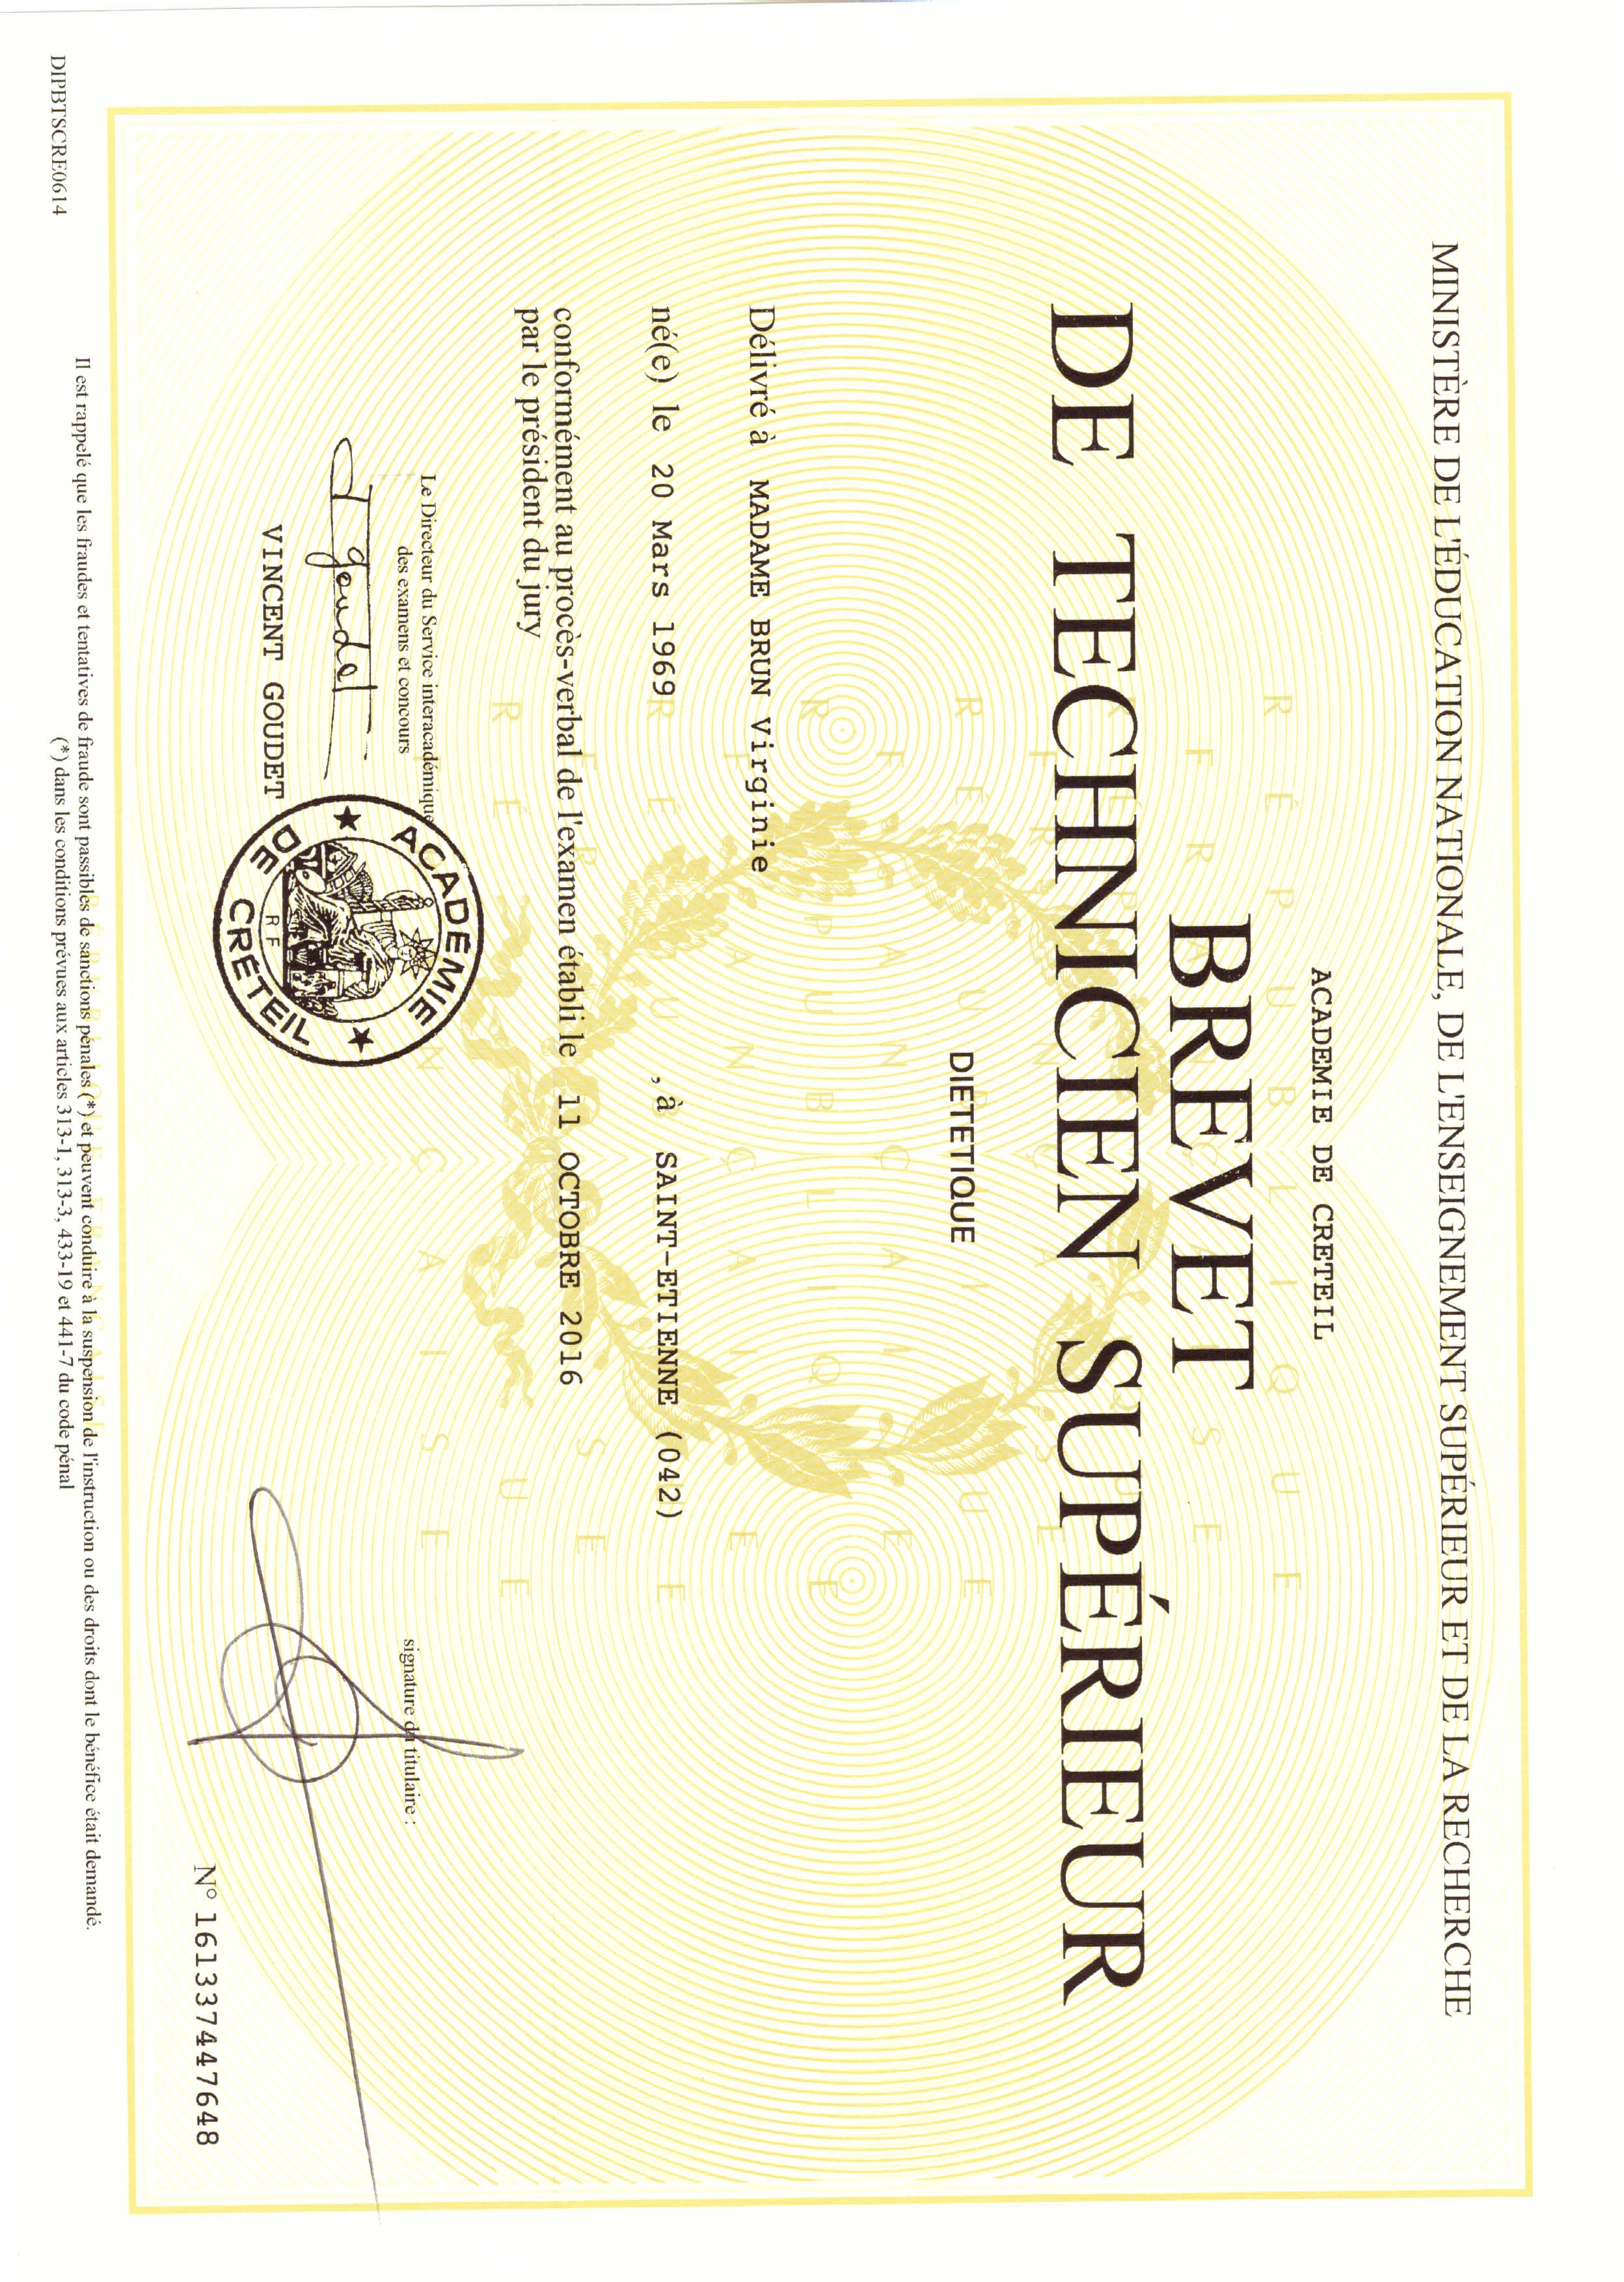 MINISTÈRE DE L'ÉDUCATION NATIONALE, DE L'ENSEIGNEMENT SUPÉRIEUR ET DE LA RECHERCHE
ACADEMIE DE CRETEIL
BREVET
DE TECHNICIEN SUPÉRIEUR
DIETETIQUE
Délivré à MADAME BRUN Virginie
né(e) le 20 Mars 1969 , à SAINT-ETIENNE (042)
conformément au procès-verbal de l'examen établi le 11 OCTOBRE 2016
par le président du jury
Le Directeur du Service interacadémique
des examens et concours
signature du titulaire :
VINCENT GOUDET
ACADÉMIE DE CRÉTEIL
RF
N° 16133744764​8
DIPBTSCRE0614
Il est rappelé que les fraudes et tentatives de fraude sont passibles de sanctions pénales (*) et peuvent conduire à la suspension de l'instruction ou des droits dont le bénéfice était demandé.
(*) dans les conditions prévues aux articles 313-1, 313-3, 433-19 et 441-7 du code pénal